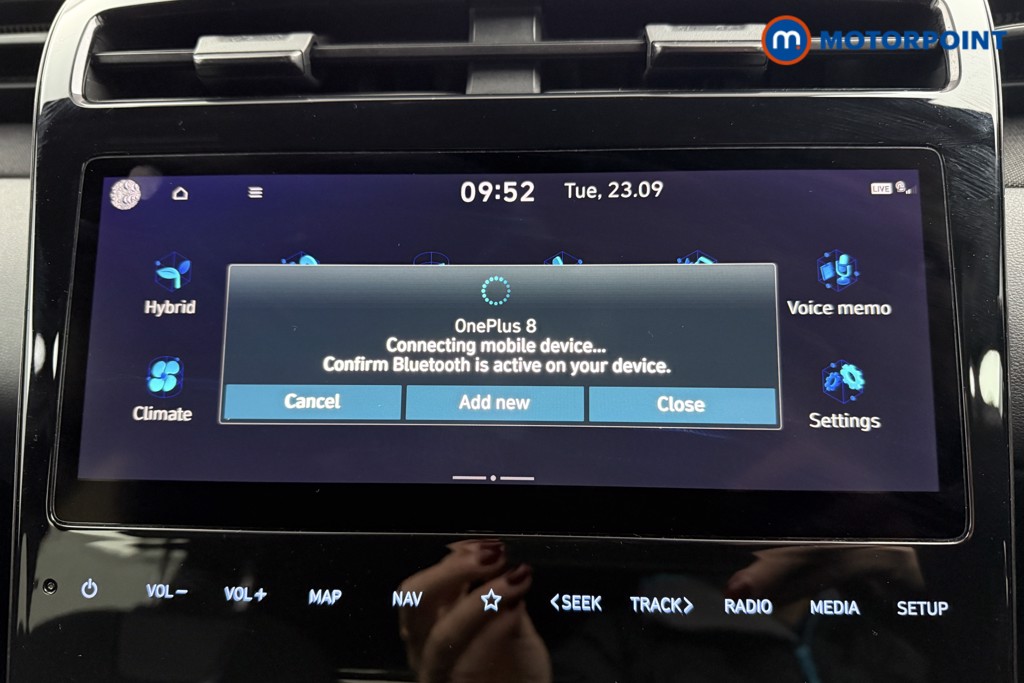 m MOTORPOINT
09:52 Tue, 23.09 LIVE
Hybrid
Voice memo
OnePlus 8
Connecting mobile device...
Confirm Bluetooth is active on your device.
Cancel Add new Close
Climate
Settings
VOL− VOL+ MAP NAV <SEEK TRACK> RADIO MEDIA SETUP